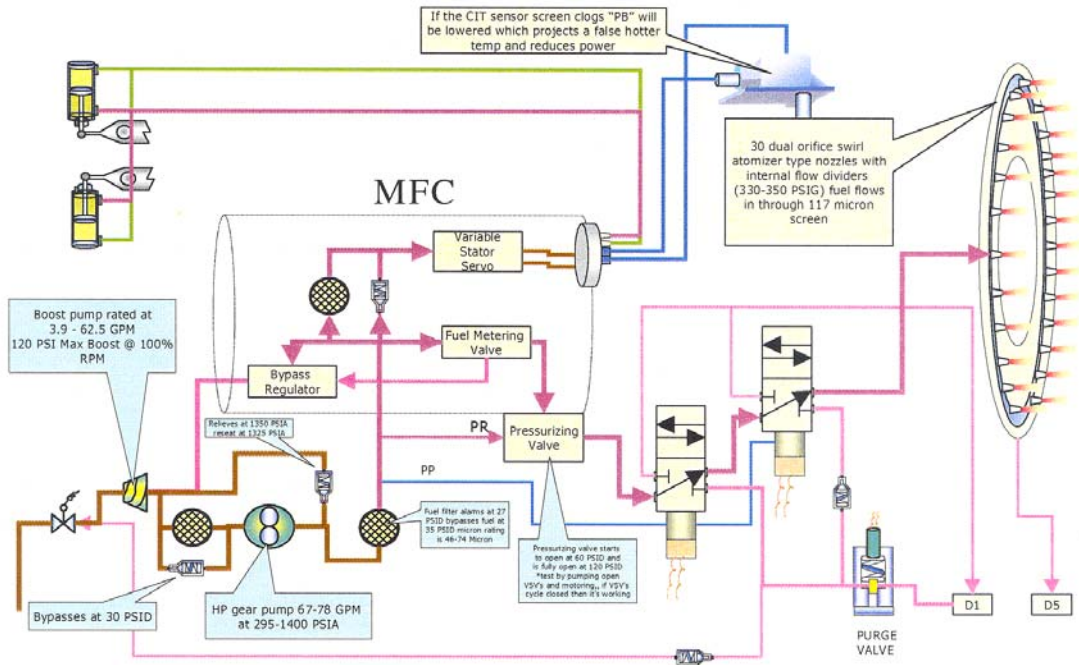 If the CIT sensor screen clogs "PB" will
be lowered which projects a false hotter
temp and reduces power
30 dual orifice swirl
atomizer type nozzles with
internal flow dividers
(330-350 PSIG) fuel flows
in through 117 micron
screen
MFC
Variable
Stator
Servo
Boost pump rated at
3.9 - 62.5 GPM
120 PSI Max Boost @ 100%
RPM
Fuel Metering
Valve
Bypass
Regulator
Relieves at 1350 PSIA
reseat at 1325 PSIA
PR
Pressurizing
Valve
PP
Fuel filter alarms at 27
PSID bypasses fuel at
35 PSID micron rating
is 46-74 Micron
Pressurizing valve starts
to open at 60 PSID and
is fully open at 120 PSID
*test by pumping open
VSV's and motoring,, if VSV's
cycle closed then it's working
Bypasses at 30 PSID
HP gear pump 67-78 GPM
at 295-1400 PSIA
D1
D5
PURGE
VALVE